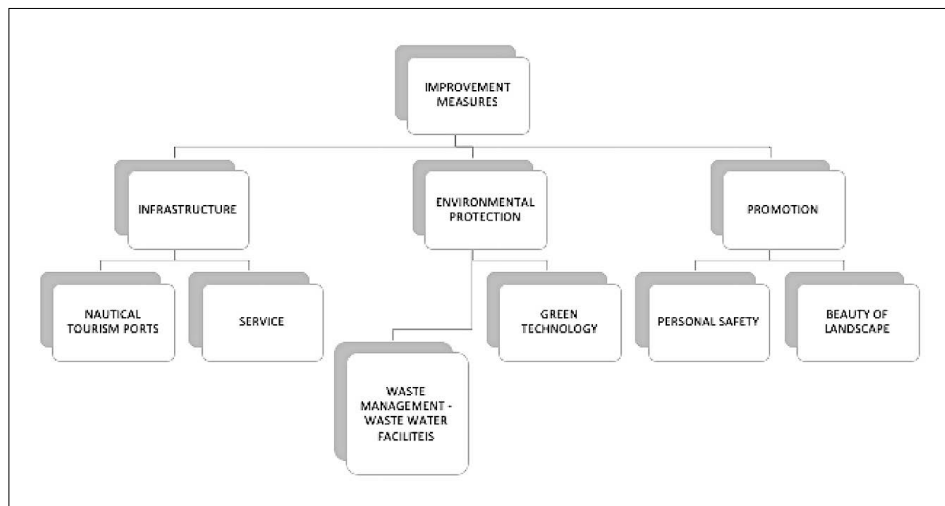 IMPROVEMENT
MEASURES
INFRASTRUCTURE
ENVIRONMENTAL
PROTECTION
PROMOTION
NAUTICAL
TOURISM PORTS
SERVICE
GREEN
TECHNOLOGY
PERSONAL SAFETY
BEAUTY OF
LANDSCAPE
WASTE
MANAGEMENT -
WASTE WATER
FACILITEIS